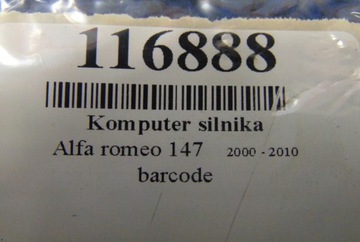 116888
Komputer silnika
Alfa romeo 147 2000 - 2010
barcode